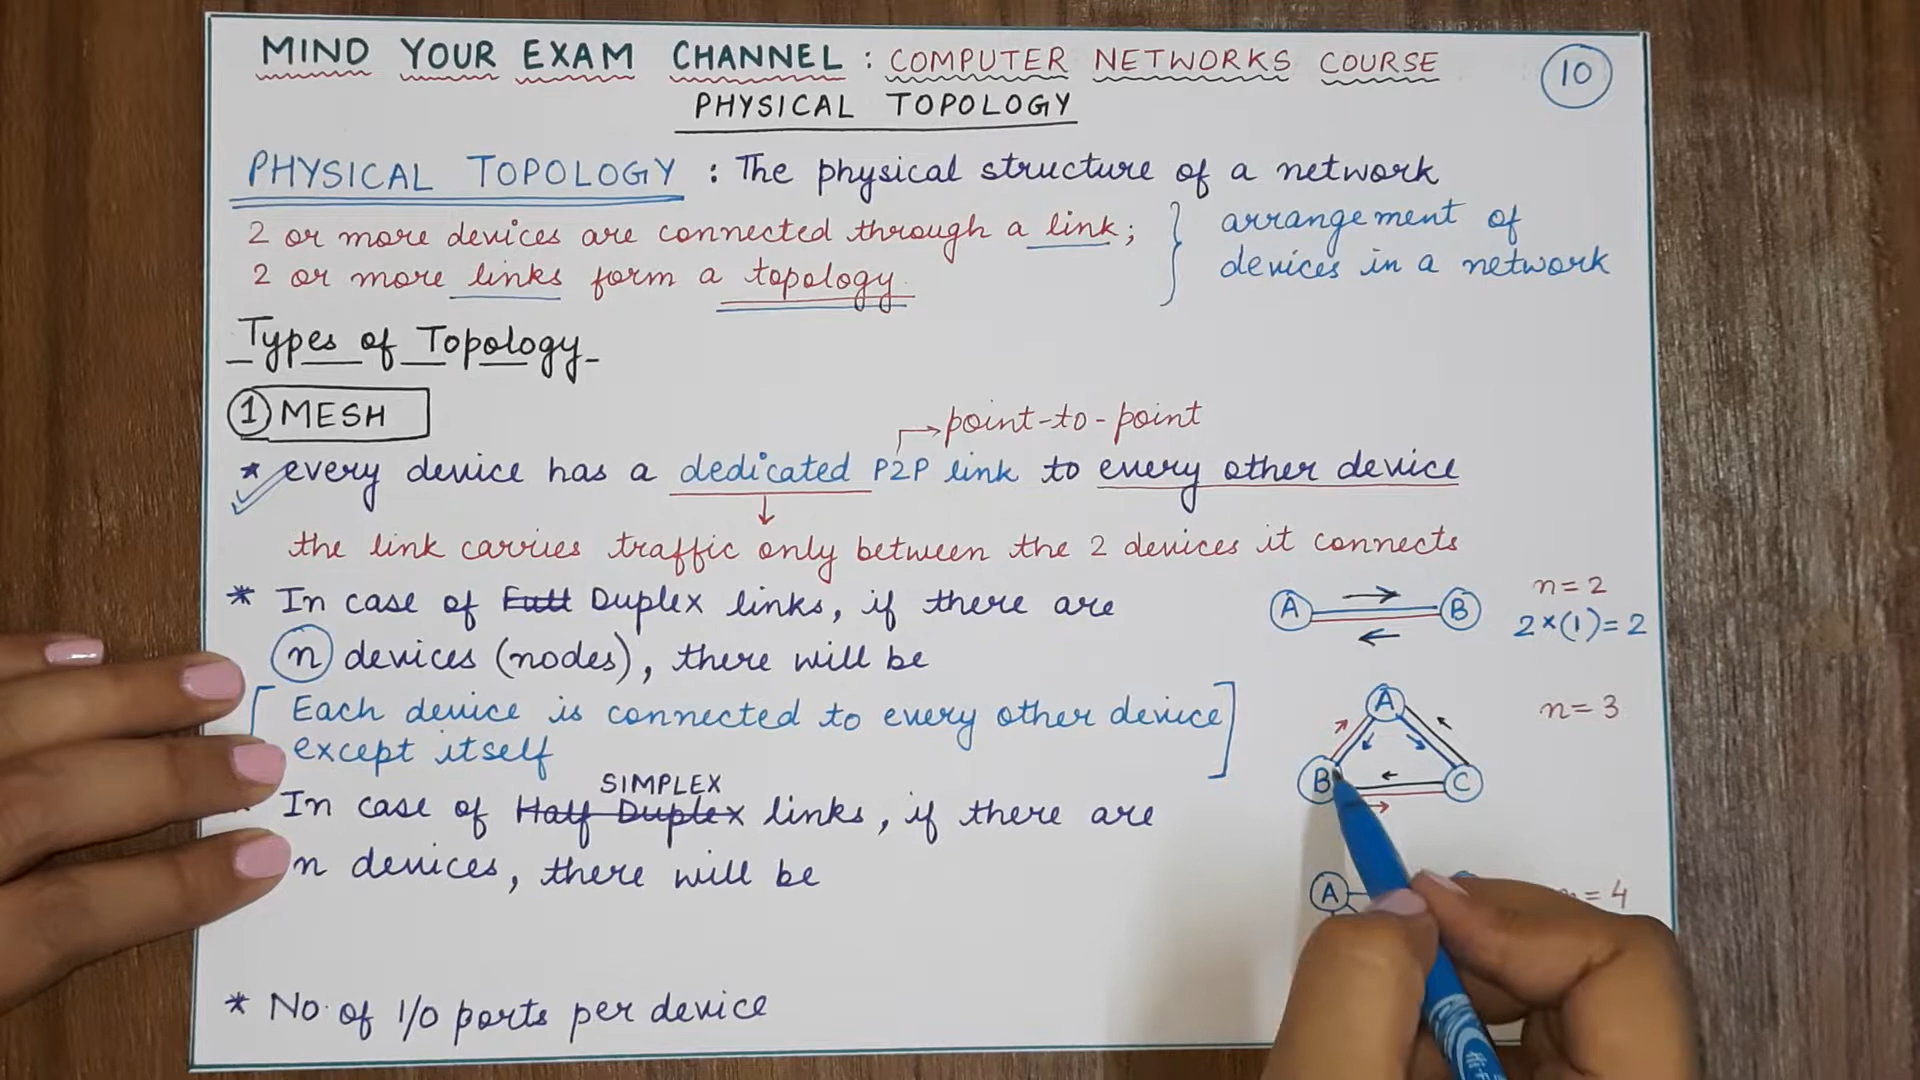 MIND YOUR EXAM CHANNEL : COMPUTER NETWORKS COURSE
10
PHYSICAL TOPOLOGY
PHYSICAL TOPOLOGY : The physical structure of a network
2 or more devices are connected through a link;
2 or more links form a topology
arrangement of
devices in a network
Types of Topology
1 MESH
point-to-point
* every device has a dedicated P2P link to every other device
the link carries traffic only between the 2 devices it connects
* In case of Full Duplex links, if there are
n devices (nodes), there will be
[Each device is connected to every other device
except itself]
SIMPLEX
In case of Half Duplex links, if there are
n devices, there will be
* No. of I/O ports per device
A B
n=2
2*(1)=2
A
B C
n=3
A
= 4